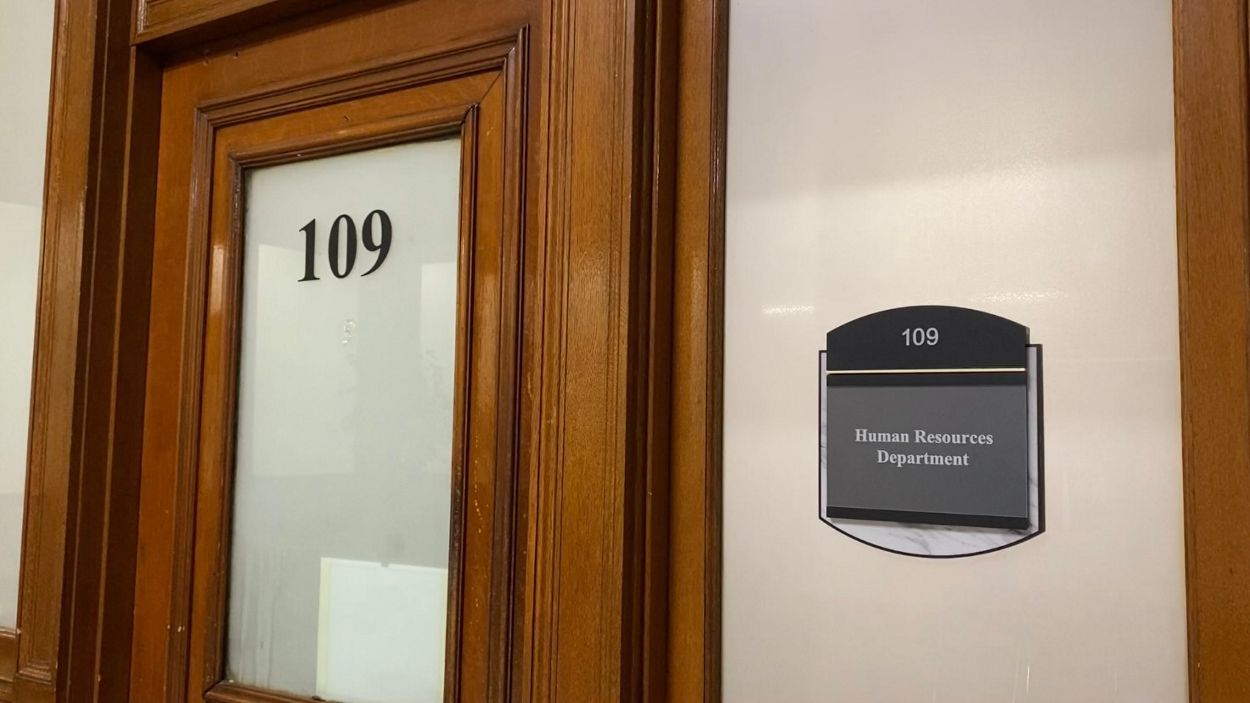 109
109
Human Resources
Department